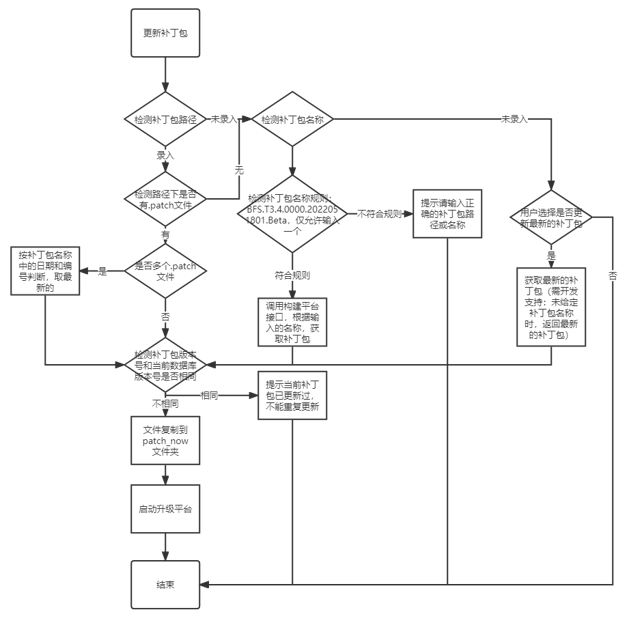 更新补丁包
检测补丁包路径
未录入
检测补丁包名称
未录入
录入
无
检测路径下是否
有.patch文件
检测补丁包名称规则：
BFS.T3.4.0000.202205
1801.Beta，仅允许输入
一个
不符合规则
提示请输入正
确的补丁包路
径或名称
用户选择是否更
新最新的补丁包
有
是
否
按补丁包名称
中的日期和编
号判断，取最
新的
是
是否多个.patch
文件
符合规则
获取最新的补
丁包（需开发
支持：未给定
补丁包名称
时，返回最新
的补丁包）
否
调用构建平台
接口，根据输
入的名称，获
取补丁包
检测补丁包版本
号和当前数据库
版本号是否相同
不相同
相同
提示当前补丁
包已更新过，
不能重复更新
文件复制到
patch_now
文件夹
启动升级平台
结束